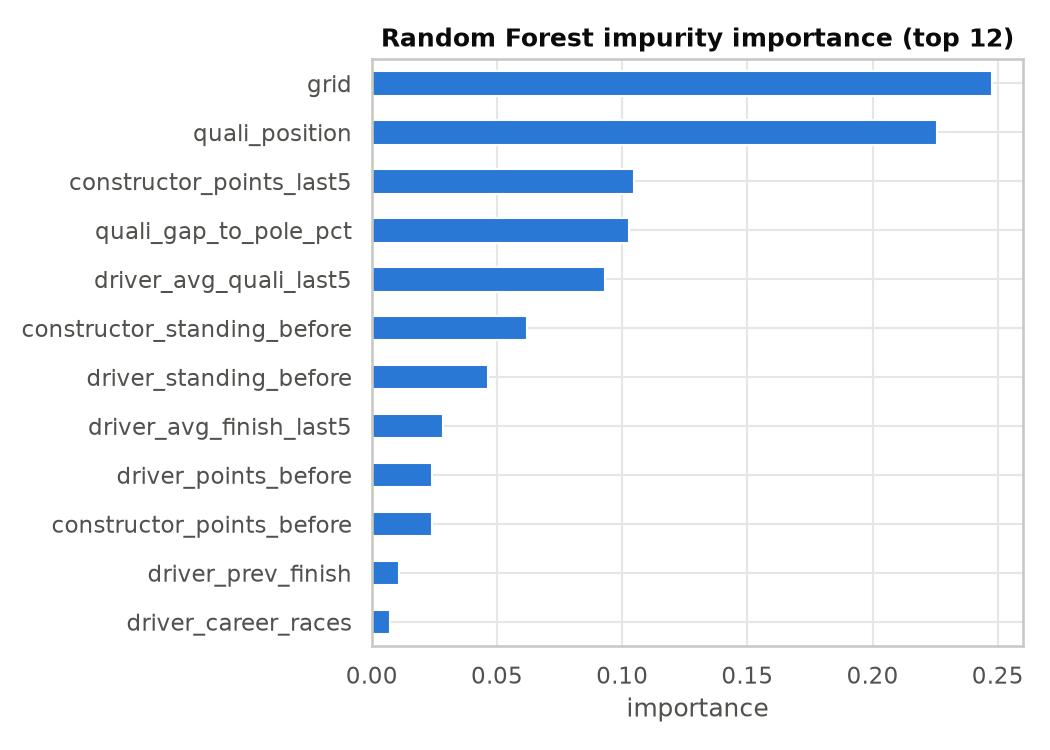 Random Forest impurity importance (top 12)
grid
quali_position
constructor_points_last5
quali_gap_to_pole_pct
driver_avg_quali_last5
constructor_standing_before
driver_standing_before
driver_avg_finish_last5
driver_points_before
constructor_points_before
driver_prev_finish
driver_career_races
0.00 0.05 0.10 0.15 0.20 0.25
importance